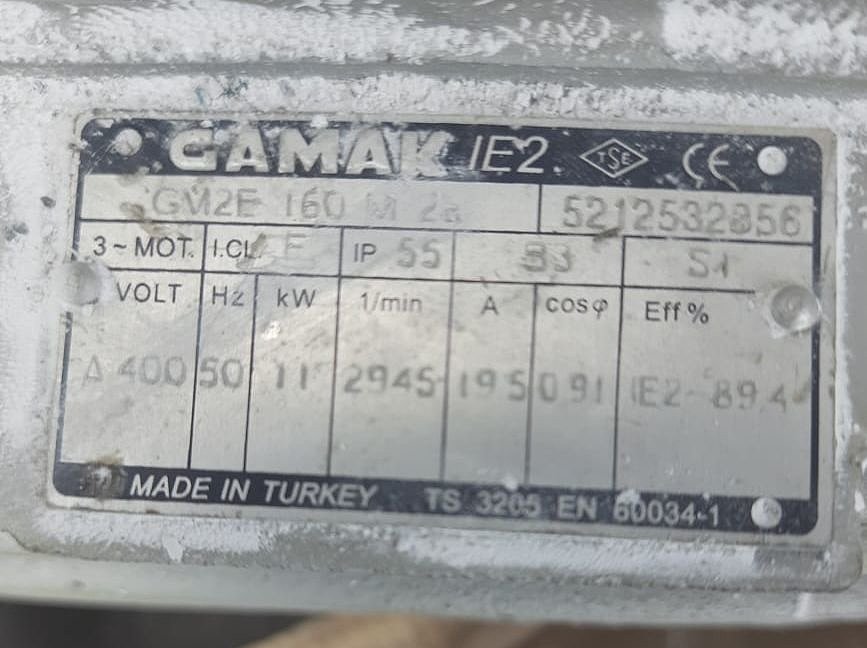 GAMAK IE2 TSE CE
GM2E 160 M 2a 5212532856
3~MOT. I.CL. F IP 55 B3 S1
VOLT Hz kW 1/min A cosφ Eff%
Δ 400 50 11 2945 19 5 0 91 IE2-89 4
MADE IN TURKEY TS 3205 EN 60034-1